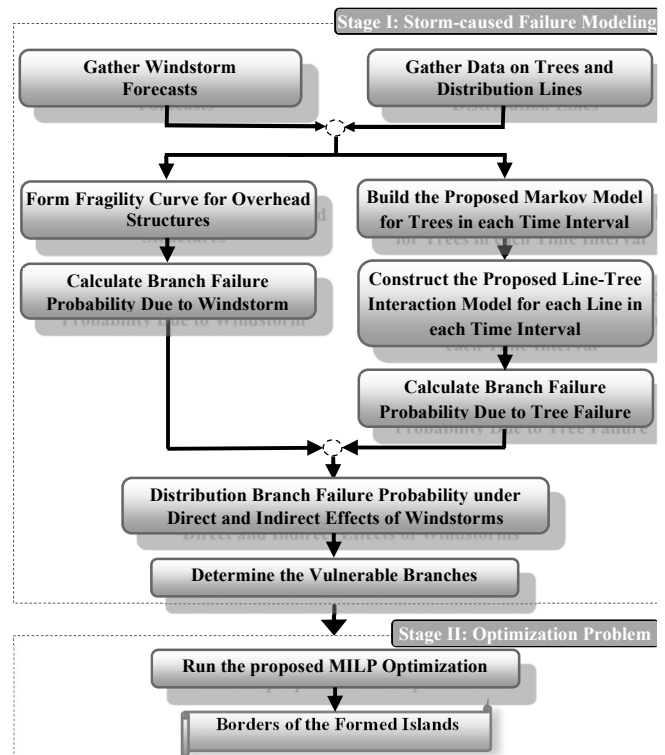 Stage I: Storm-caused Failure Modeling
Gather Windstorm
Forecasts
Gather Data on Trees and
Distribution Lines
Form Fragility Curve for Overhead
Structures
Build the Proposed Markov Model
for Trees in each Time Interval
Calculate Branch Failure
Probability Due to Windstorm
Construct the Proposed Line-Tree
Interaction Model for each Line in
each Time Interval
Calculate Branch Failure
Probability Due to Tree Failure
Distribution Branch Failure Probability under
Direct and Indirect Effects of Windstorms
Determine the Vulnerable Branches
Stage II: Optimization Problem
Run the proposed MILP Optimization
Borders of the Formed Islands